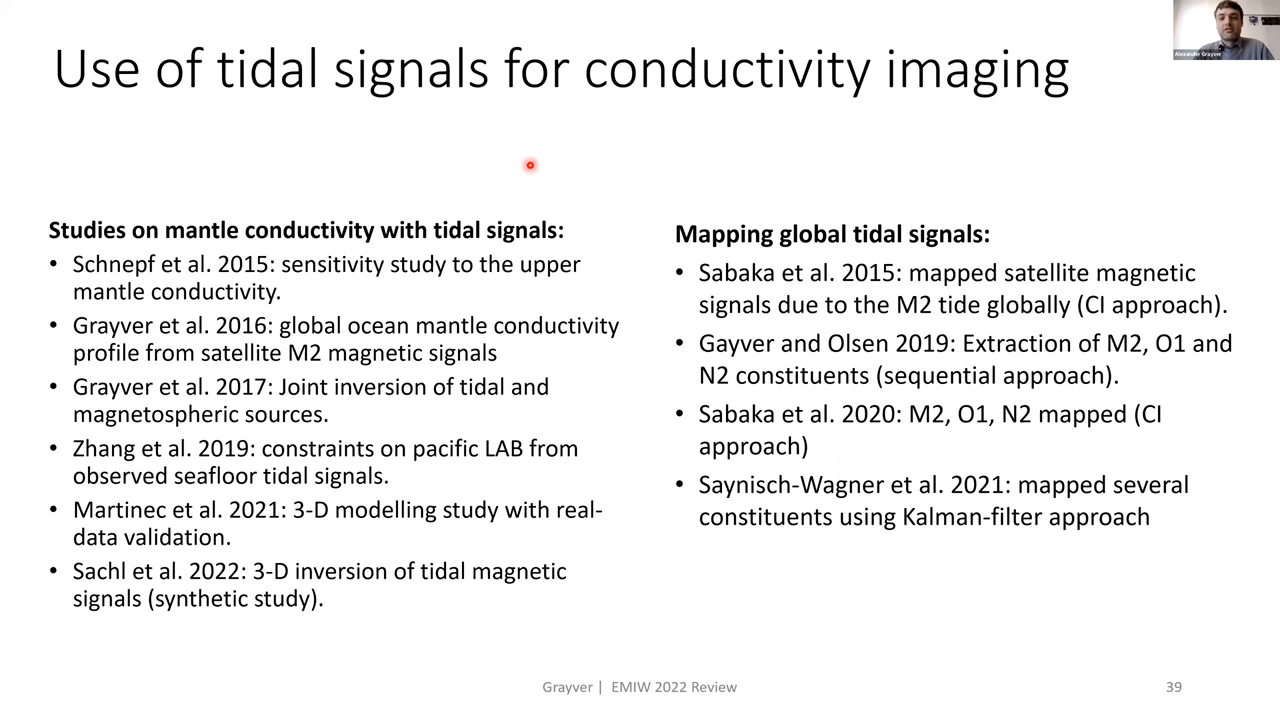 Use of tidal signals for conductivity imaging
Alexander Grayver
Studies on mantle conductivity with tidal signals:
• Schnepf et al. 2015: sensitivity study to the upper
mantle conductivity.
• Grayver et al. 2016: global ocean mantle conductivity
profile from satellite M2 magnetic signals
• Grayver et al. 2017: Joint inversion of tidal and
magnetospheric sources.
• Zhang et al. 2019: constraints on pacific LAB from
observed seafloor tidal signals.
• Martinec et al. 2021: 3-D modelling study with real-
data validation.
• Sachl et al. 2022: 3-D inversion of tidal magnetic
signals (synthetic study).
Mapping global tidal signals:
• Sabaka et al. 2015: mapped satellite magnetic
signals due to the M2 tide globally (CI approach).
• Gayver and Olsen 2019: Extraction of M2, O1 and
N2 constituents (sequential approach).
• Sabaka et al. 2020: M2, O1, N2 mapped (CI
approach)
• Saynisch-Wagner et al. 2021: mapped several
constituents using Kalman-filter approach
Grayver | EMIW 2022 Review
39